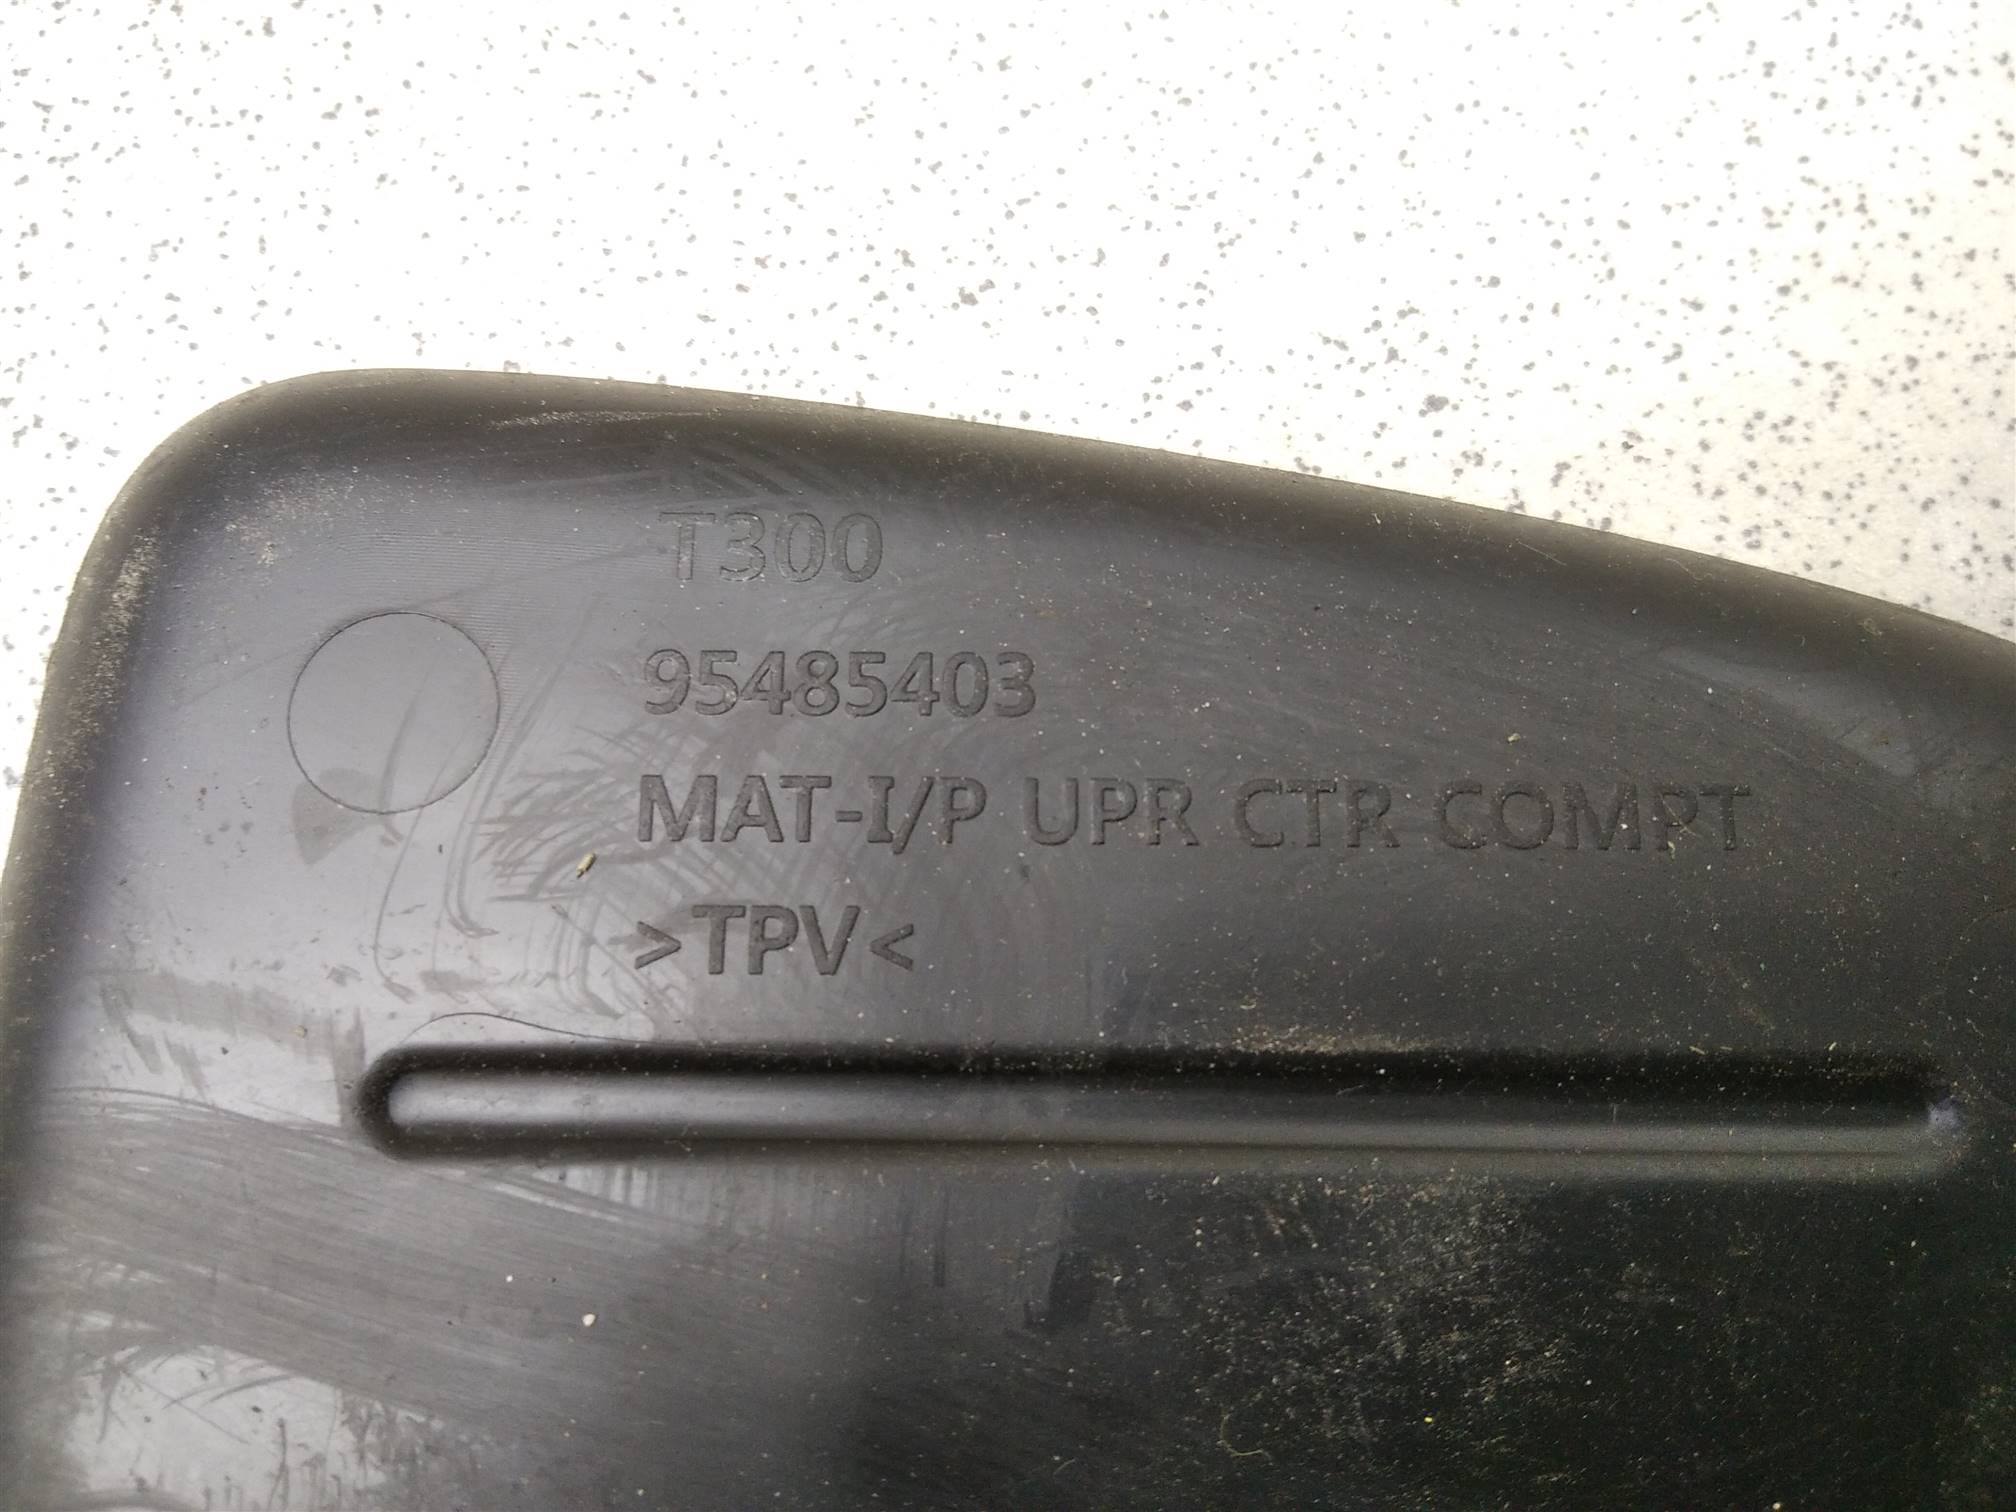 T300
95485403
MAT-I/P UPR CTR COMPT
>TPV<